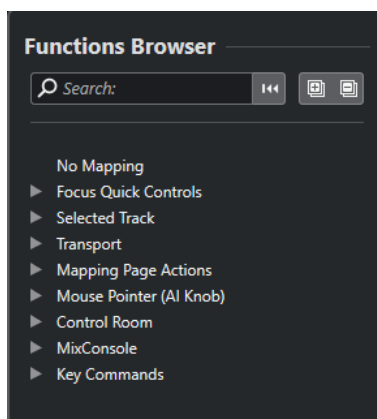 Functions Browser
Search:
No Mapping
Focus Quick Controls
Selected Track
Transport
Mapping Page Actions
Mouse Pointer (AI Knob)
Control Room
MixConsole
Key Commands